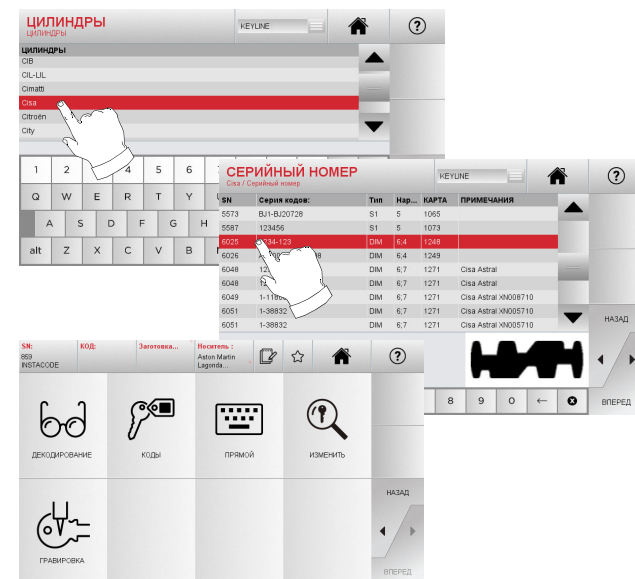 ЦИЛИНДРЫ
ЦИЛИНДРЫ
KEYLINE
?
ЦИЛИНДРЫ
CIB
CIL-LIL
Cimatti
Cisa
Citroën
City
1 2 4 5 6
Q W E R T Y
A S D F G H
alt Z X C V B
СЕРИЙНЫЙ НОМЕР
Cisa / Серийный номер
KEYLINE
?
SN Серия кодов: Тип Нар... КАРТА ПРИМЕЧАНИЯ
5573 BJ1-BJ20728 S1 5 1065
5587 123456 S1 5 1073
6025 1234-123 DIM 6;4 1248
6026 DIM 6;4 1249
6048 DIM 6;7 1271 Cisa Astral
6048 DIM 6;7 1271 Cisa Astral
6049 DIM 6;7 1271 Cisa Astral XN008710
6051 1-38832 DIM 6;7 1271 Cisa Astral XN005710
6051 1-38832 DIM 6;7 1271 Cisa Astral XN005710
НАЗАД
ВПЕРЕД
8 9 0 ←
SN: КОД: Заготовка... Носитель :
859 Aston Martin
INSTACODE Lagonda...
?
ДЕКОДИРОВАНИЕ КОДЫ ПРЯМОЙ ИЗМЕНИТЬ
НАЗАД
ГРАВИРОВКА
ВПЕРЕД